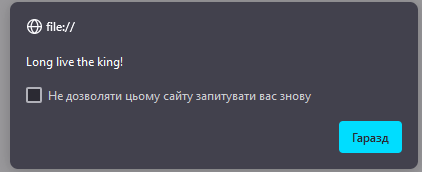 file://
Long live the king!
Не дозволяти цьому сайту запитувати вас знову
Гаразд